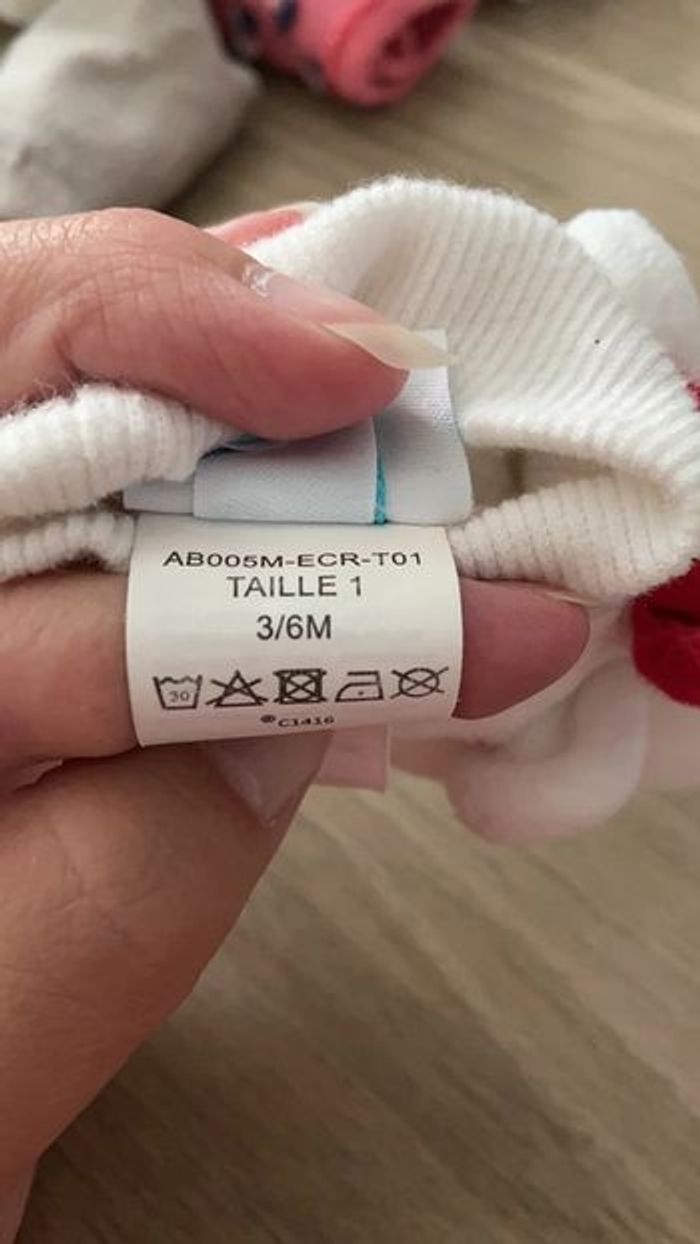 AB005M-ECR-T01
TAILLE 1
3/6M
30
®C1416